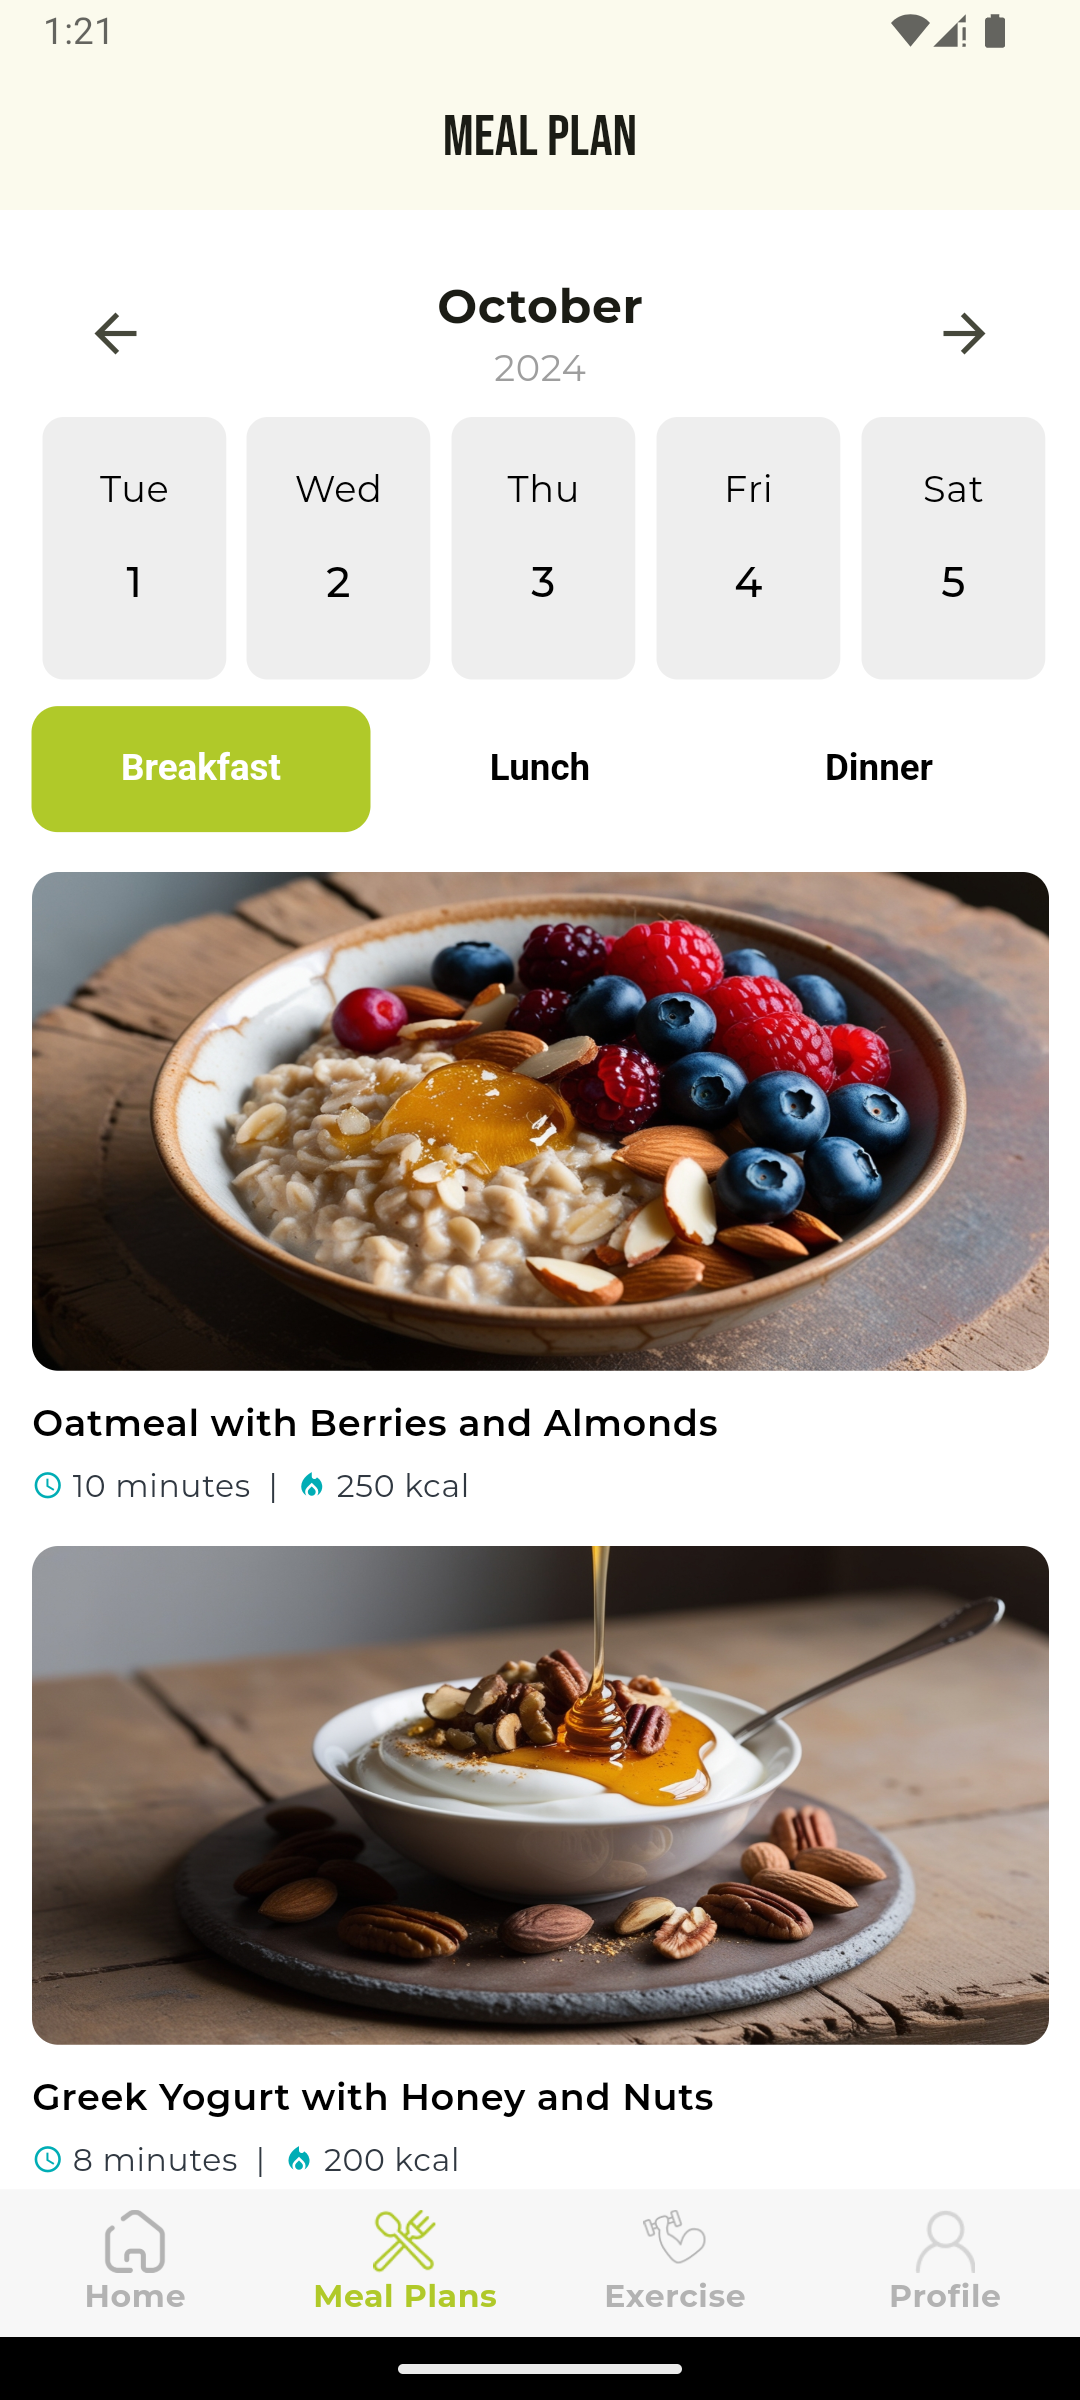 1:21
MEAL PLAN
October
2024
Tue Wed Thu Fri Sat
1 2 3 4 5
Breakfast Lunch Dinner
Oatmeal with Berries and Almonds
10 minutes | 250 kcal
Greek Yogurt with Honey and Nuts
8 minutes | 200 kcal
Home Meal Plans Exercise Profile